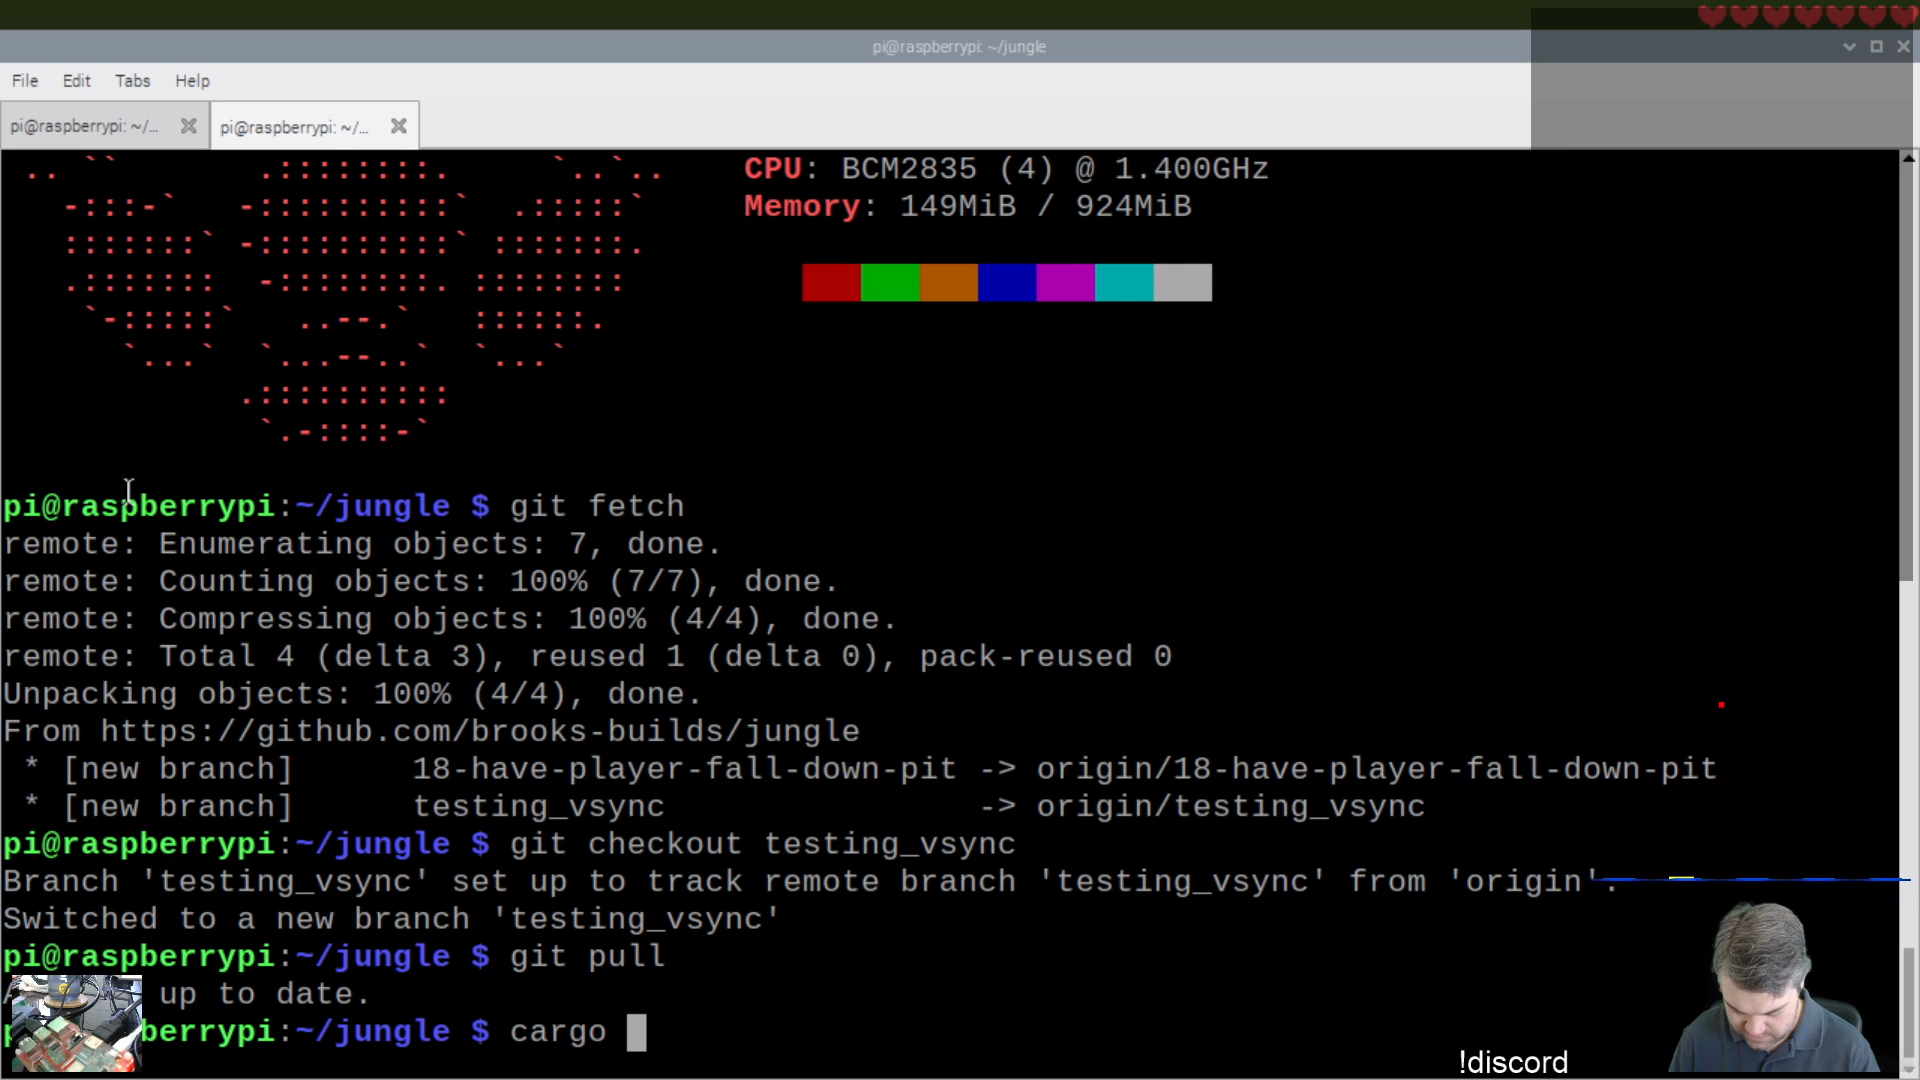 pi@raspberrypi: ~/jungle
File Edit Tabs Help
pi@raspberrypi: ~/... pi@raspberrypi: ~/...
CPU: BCM2835 (4) @ 1.400GHz
Memory: 149MiB / 924MiB
pi@raspberrypi:~/jungle $ git fetch
remote: Enumerating objects: 7, done.
remote: Counting objects: 100% (7/7), done.
remote: Compressing objects: 100% (4/4), done.
remote: Total 4 (delta 3), reused 1 (delta 0), pack-reused 0
Unpacking objects: 100% (4/4), done.
From https://github.com/brooks-builds/jungle
* [new branch] 18-have-player-fall-down-pit -> origin/18-have-player-fall-down-pit
* [new branch] testing_vsync -> origin/testing_vsync
pi@raspberrypi:~/jungle $ git checkout testing_vsync
Branch 'testing_vsync' set up to track remote branch 'testing_vsync' from 'origin'.
Switched to a new branch 'testing_vsync'
pi@raspberrypi:~/jungle $ git pull
up to date.
berrypi:~/jungle $ cargo
!discord